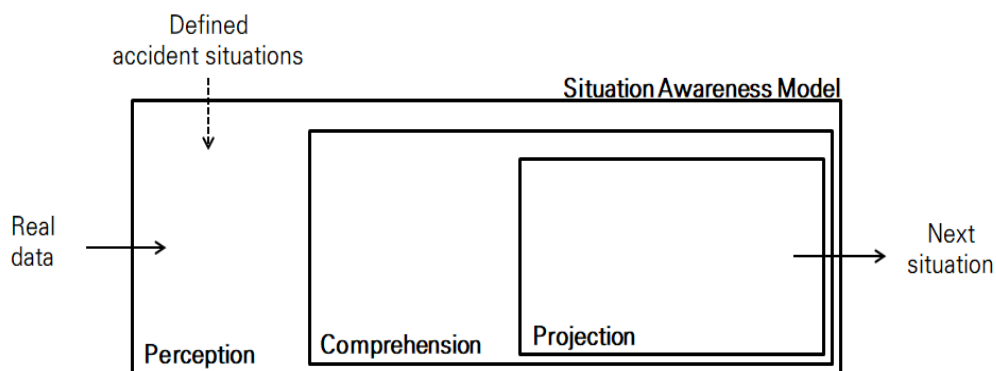 Defined
accident situations
Situation Awareness Model
Real
data
Next
situation
Projection
Comprehension
Perception